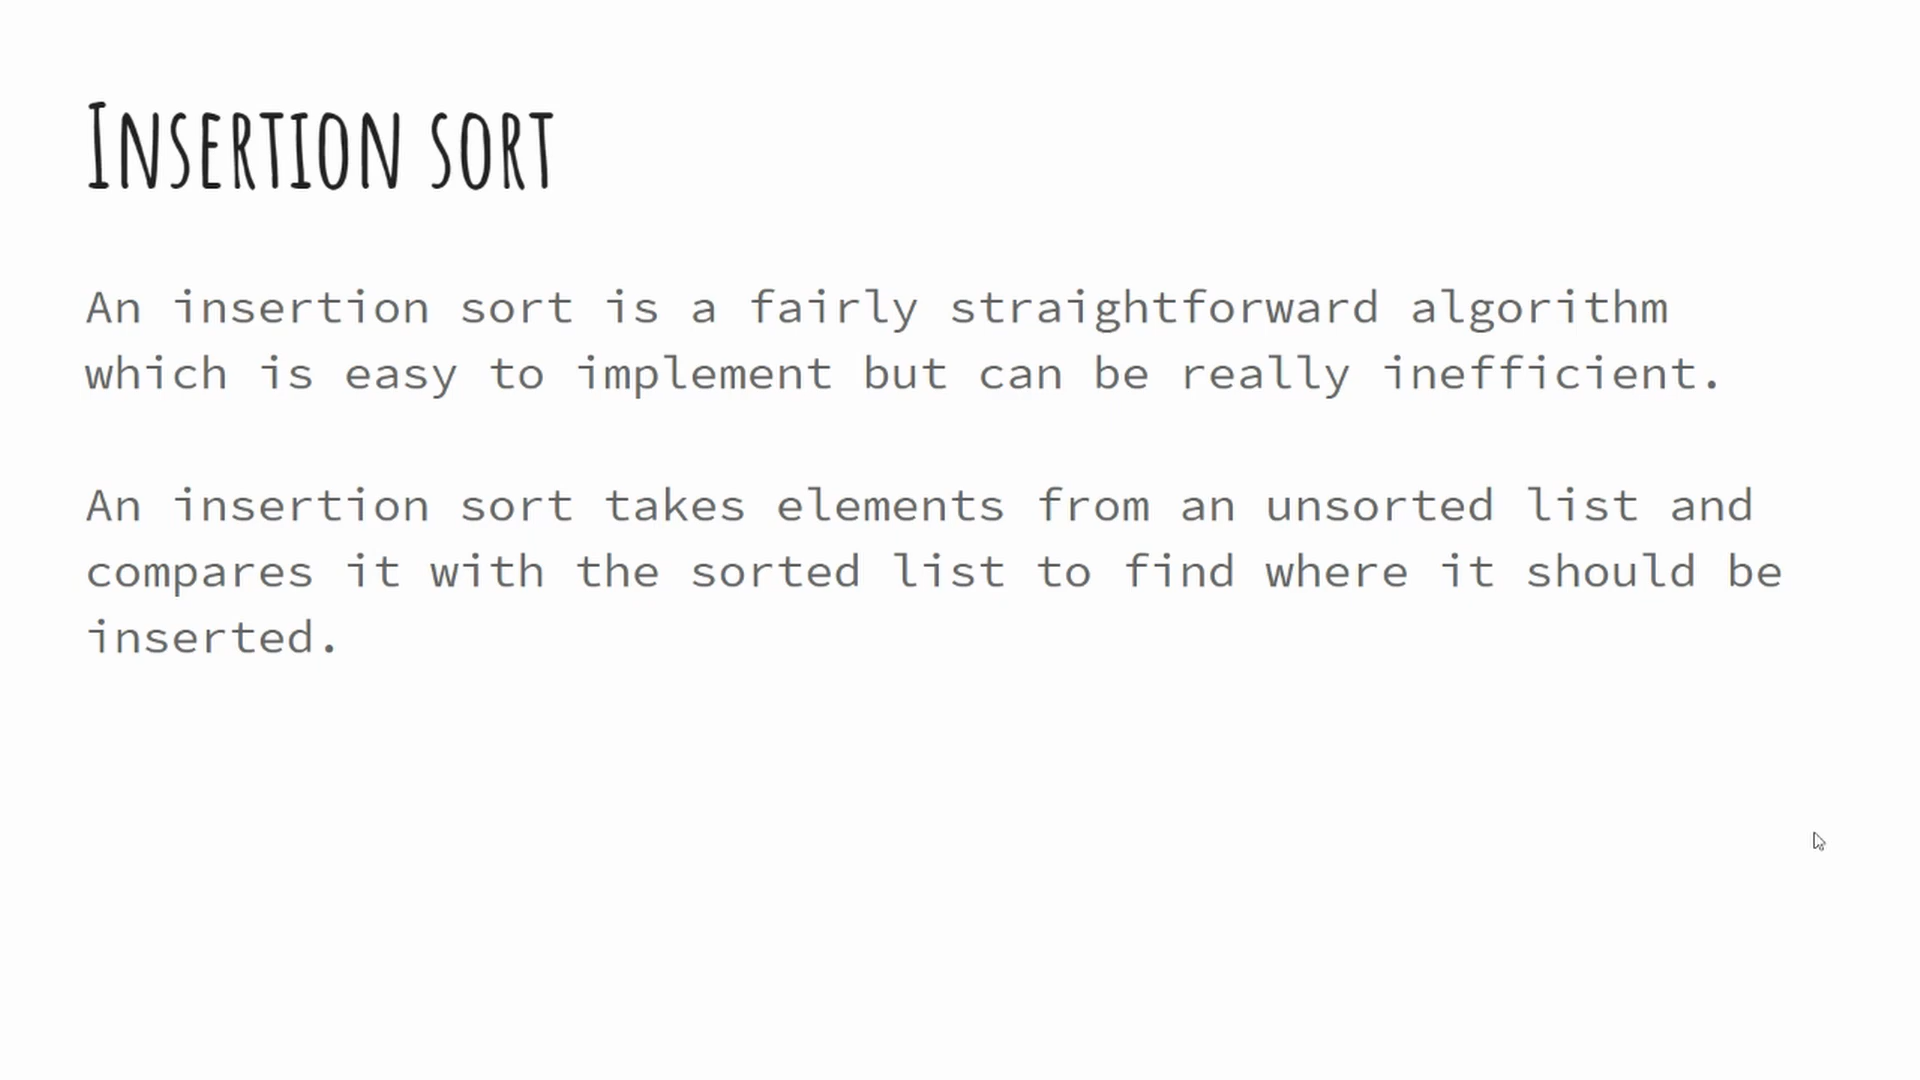 Insertion sort
An insertion sort is a fairly straightforward algorithm
which is easy to implement but can be really inefficient.
An insertion sort takes elements from an unsorted list and
compares it with the sorted list to find where it should be
inserted.